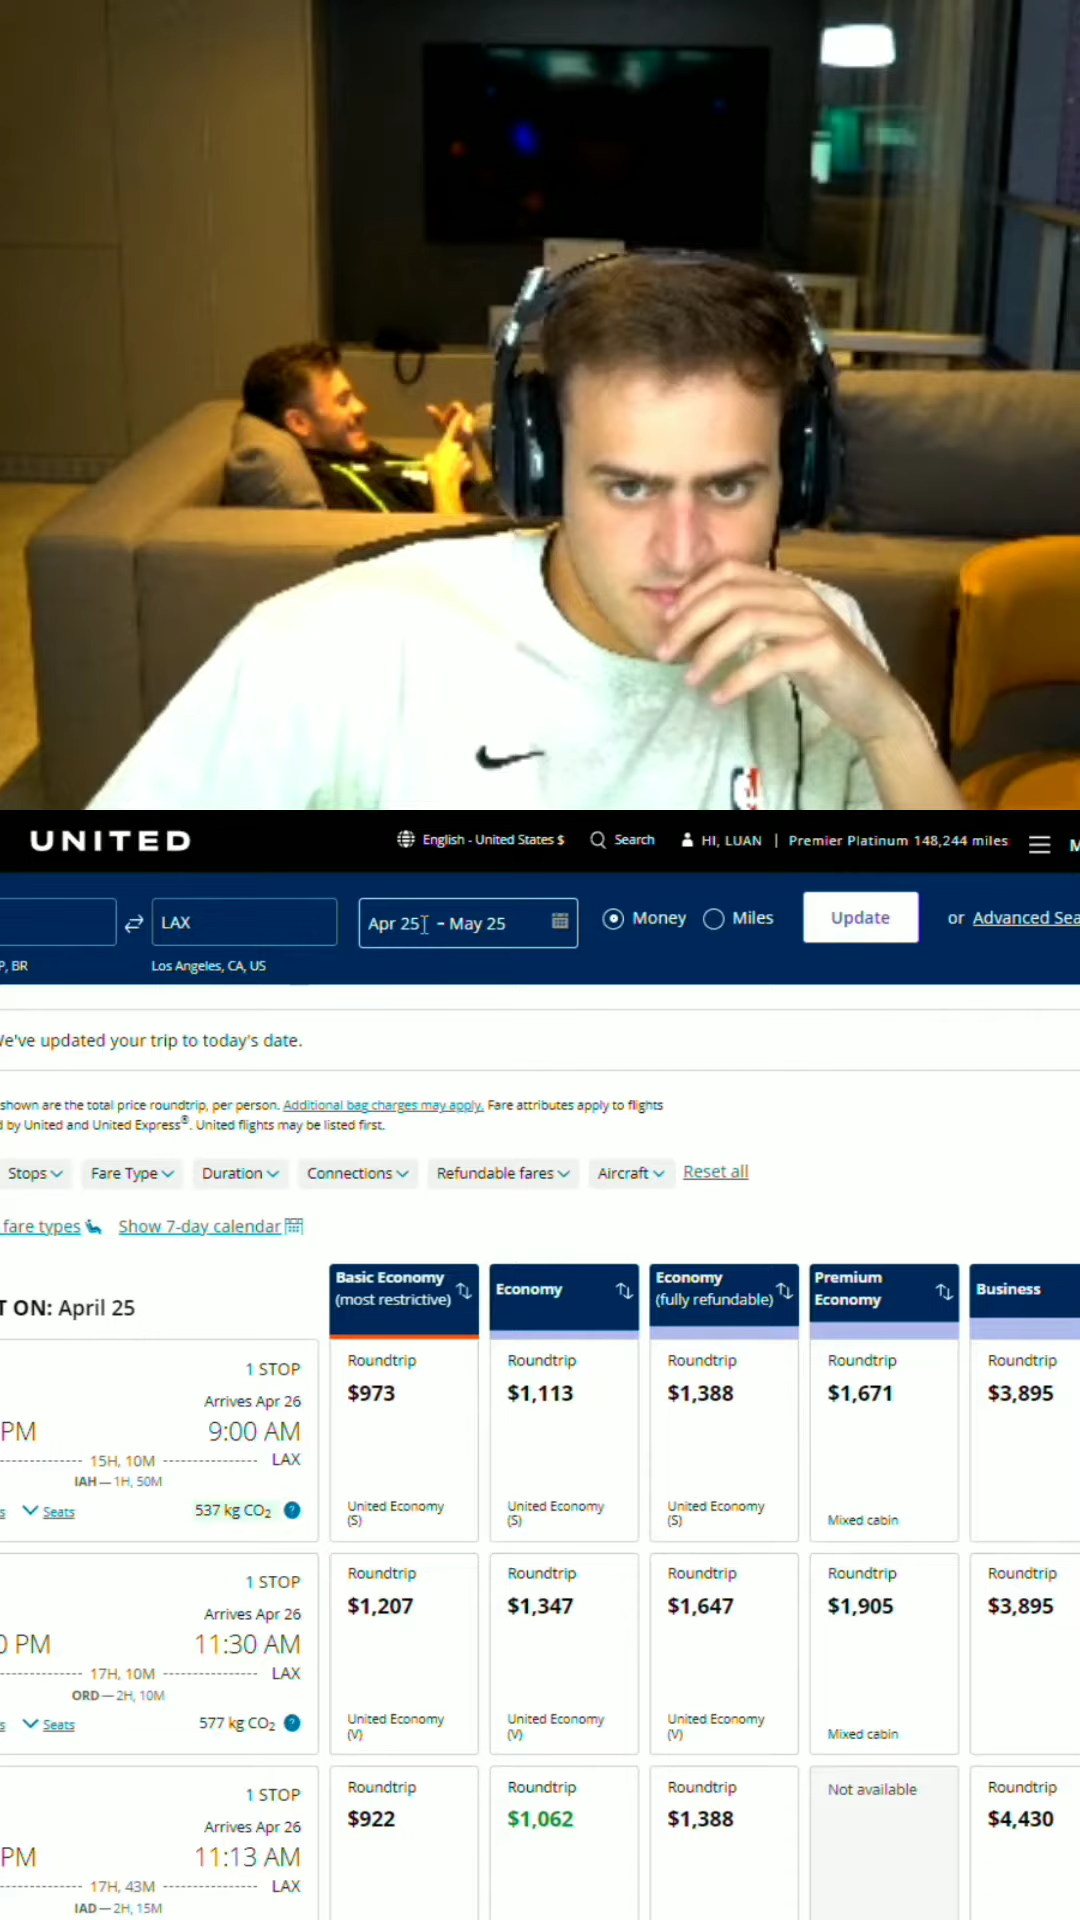 UNITED
English - United States $
Search
HI, LUAN | Premier Platinum 148,244 miles
LAX
Apr 25 - May 25
Money
Miles
Update
or Advanced Sea
P, BR
Los Angeles, CA, US
We've updated your trip to today's date.
shown are the total price roundtrip, per person. Additional bag charges may apply. Fare attributes apply to flights
d by United and United Express®. United flights may be listed first.
Stops
Fare Type
Duration
Connections
Refundable fares
Aircraft
Reset all
fare types
Show 7-day calendar
T ON: April 25
Basic Economy
(most restrictive)
Economy
Economy
(fully refundable)
Premium
Economy
Business
1 STOP
Arrives Apr 26
PM
9:00 AM
15H, 10M
LAX
IAH — 1H, 50M
s
Seats
537 kg CO₂
?
Roundtrip
$973
United Economy
(S)
Roundtrip
$1,113
United Economy
(S)
Roundtrip
$1,388
United Economy
(S)
Roundtrip
$1,671
Mixed cabin
Roundtrip
$3,895
1 STOP
Arrives Apr 26
0 PM
11:30 AM
17H, 10M
LAX
ORD — 2H, 10M
s
Seats
577 kg CO₂
?
Roundtrip
$1,207
United Economy
(V)
Roundtrip
$1,347
United Economy
(V)
Roundtrip
$1,647
United Economy
(V)
Roundtrip
$1,905
Mixed cabin
Roundtrip
$3,895
1 STOP
Arrives Apr 26
PM
11:13 AM
17H, 43M
LAX
IAD — 2H, 15M
Roundtrip
$922
Roundtrip
$1,062
Roundtrip
$1,388
Not available
Roundtrip
$4,430